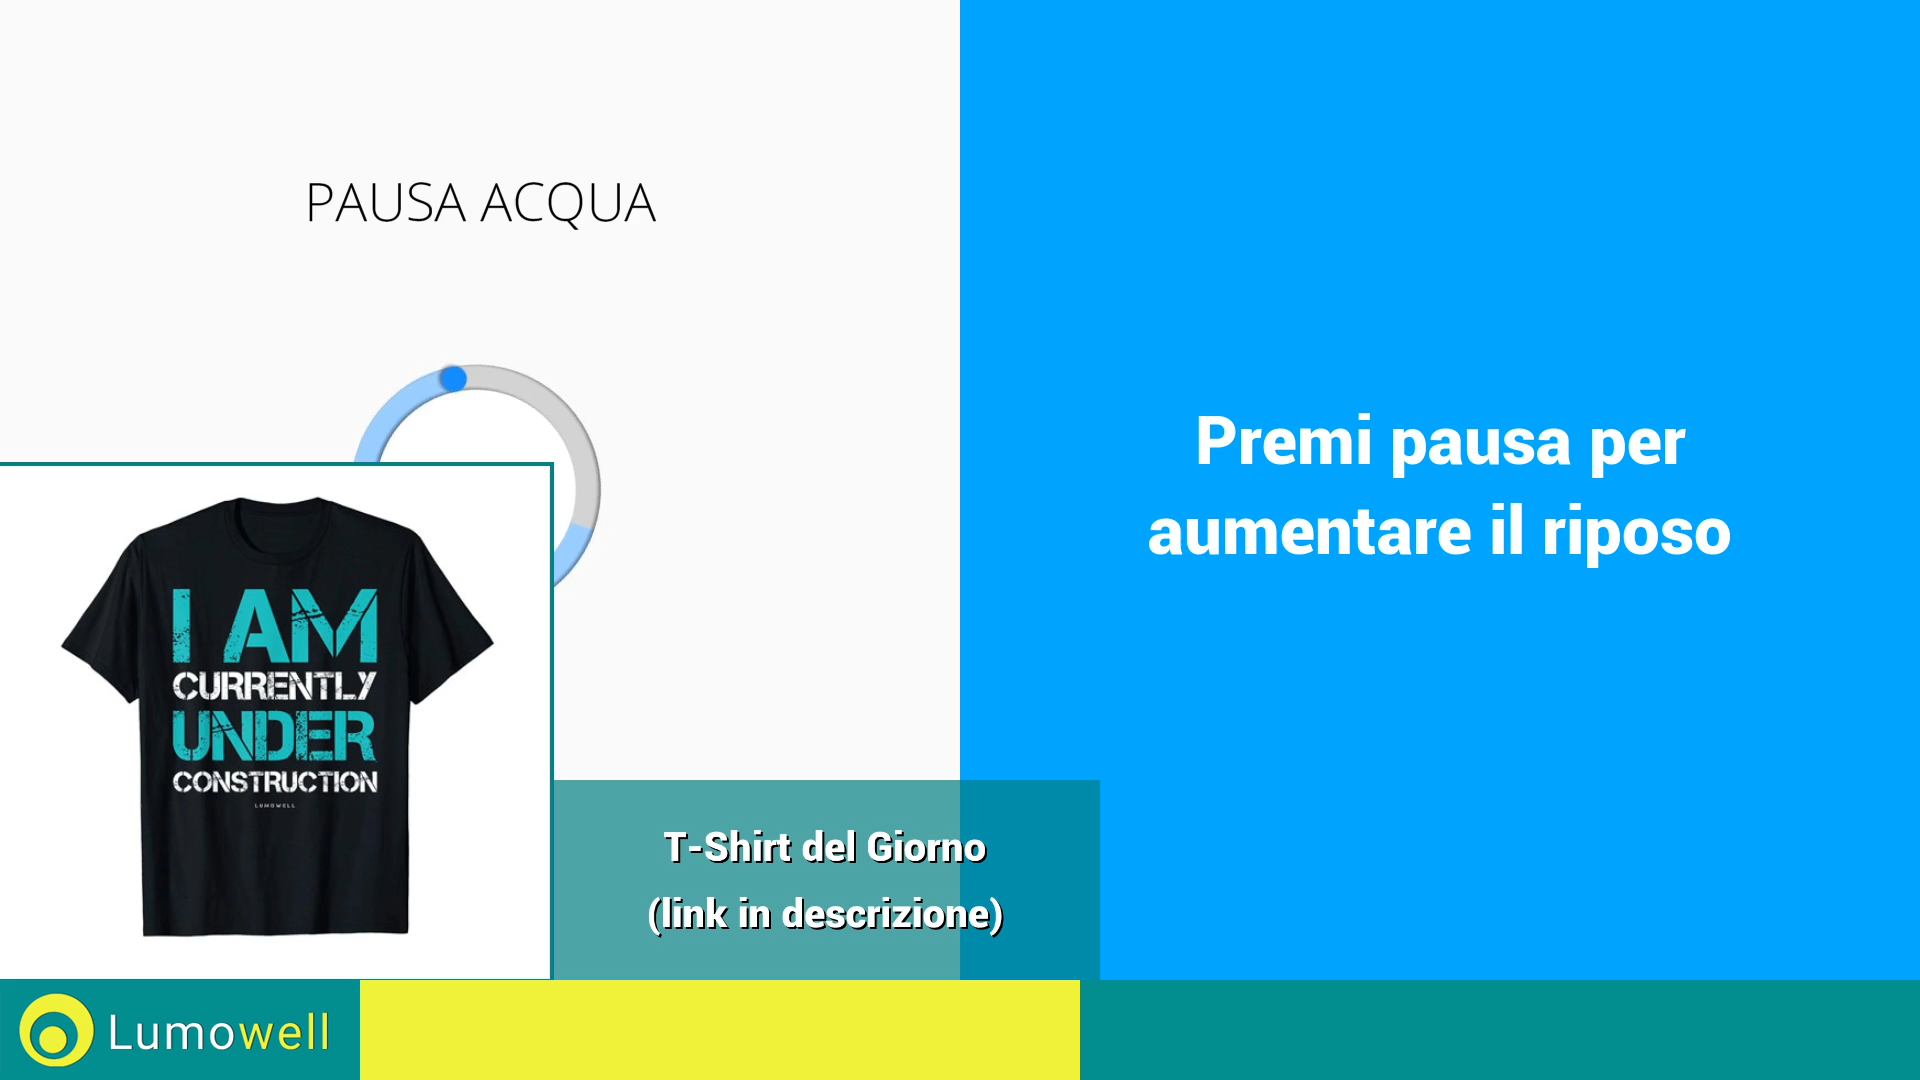 PAUSA ACQUA
Premi pausa per
aumentare il riposo
I AM
CURRENTLY
UNDER
CONSTRUCTION
LUMOWELL
T-Shirt del Giorno
(link in descrizione)
Lumowell